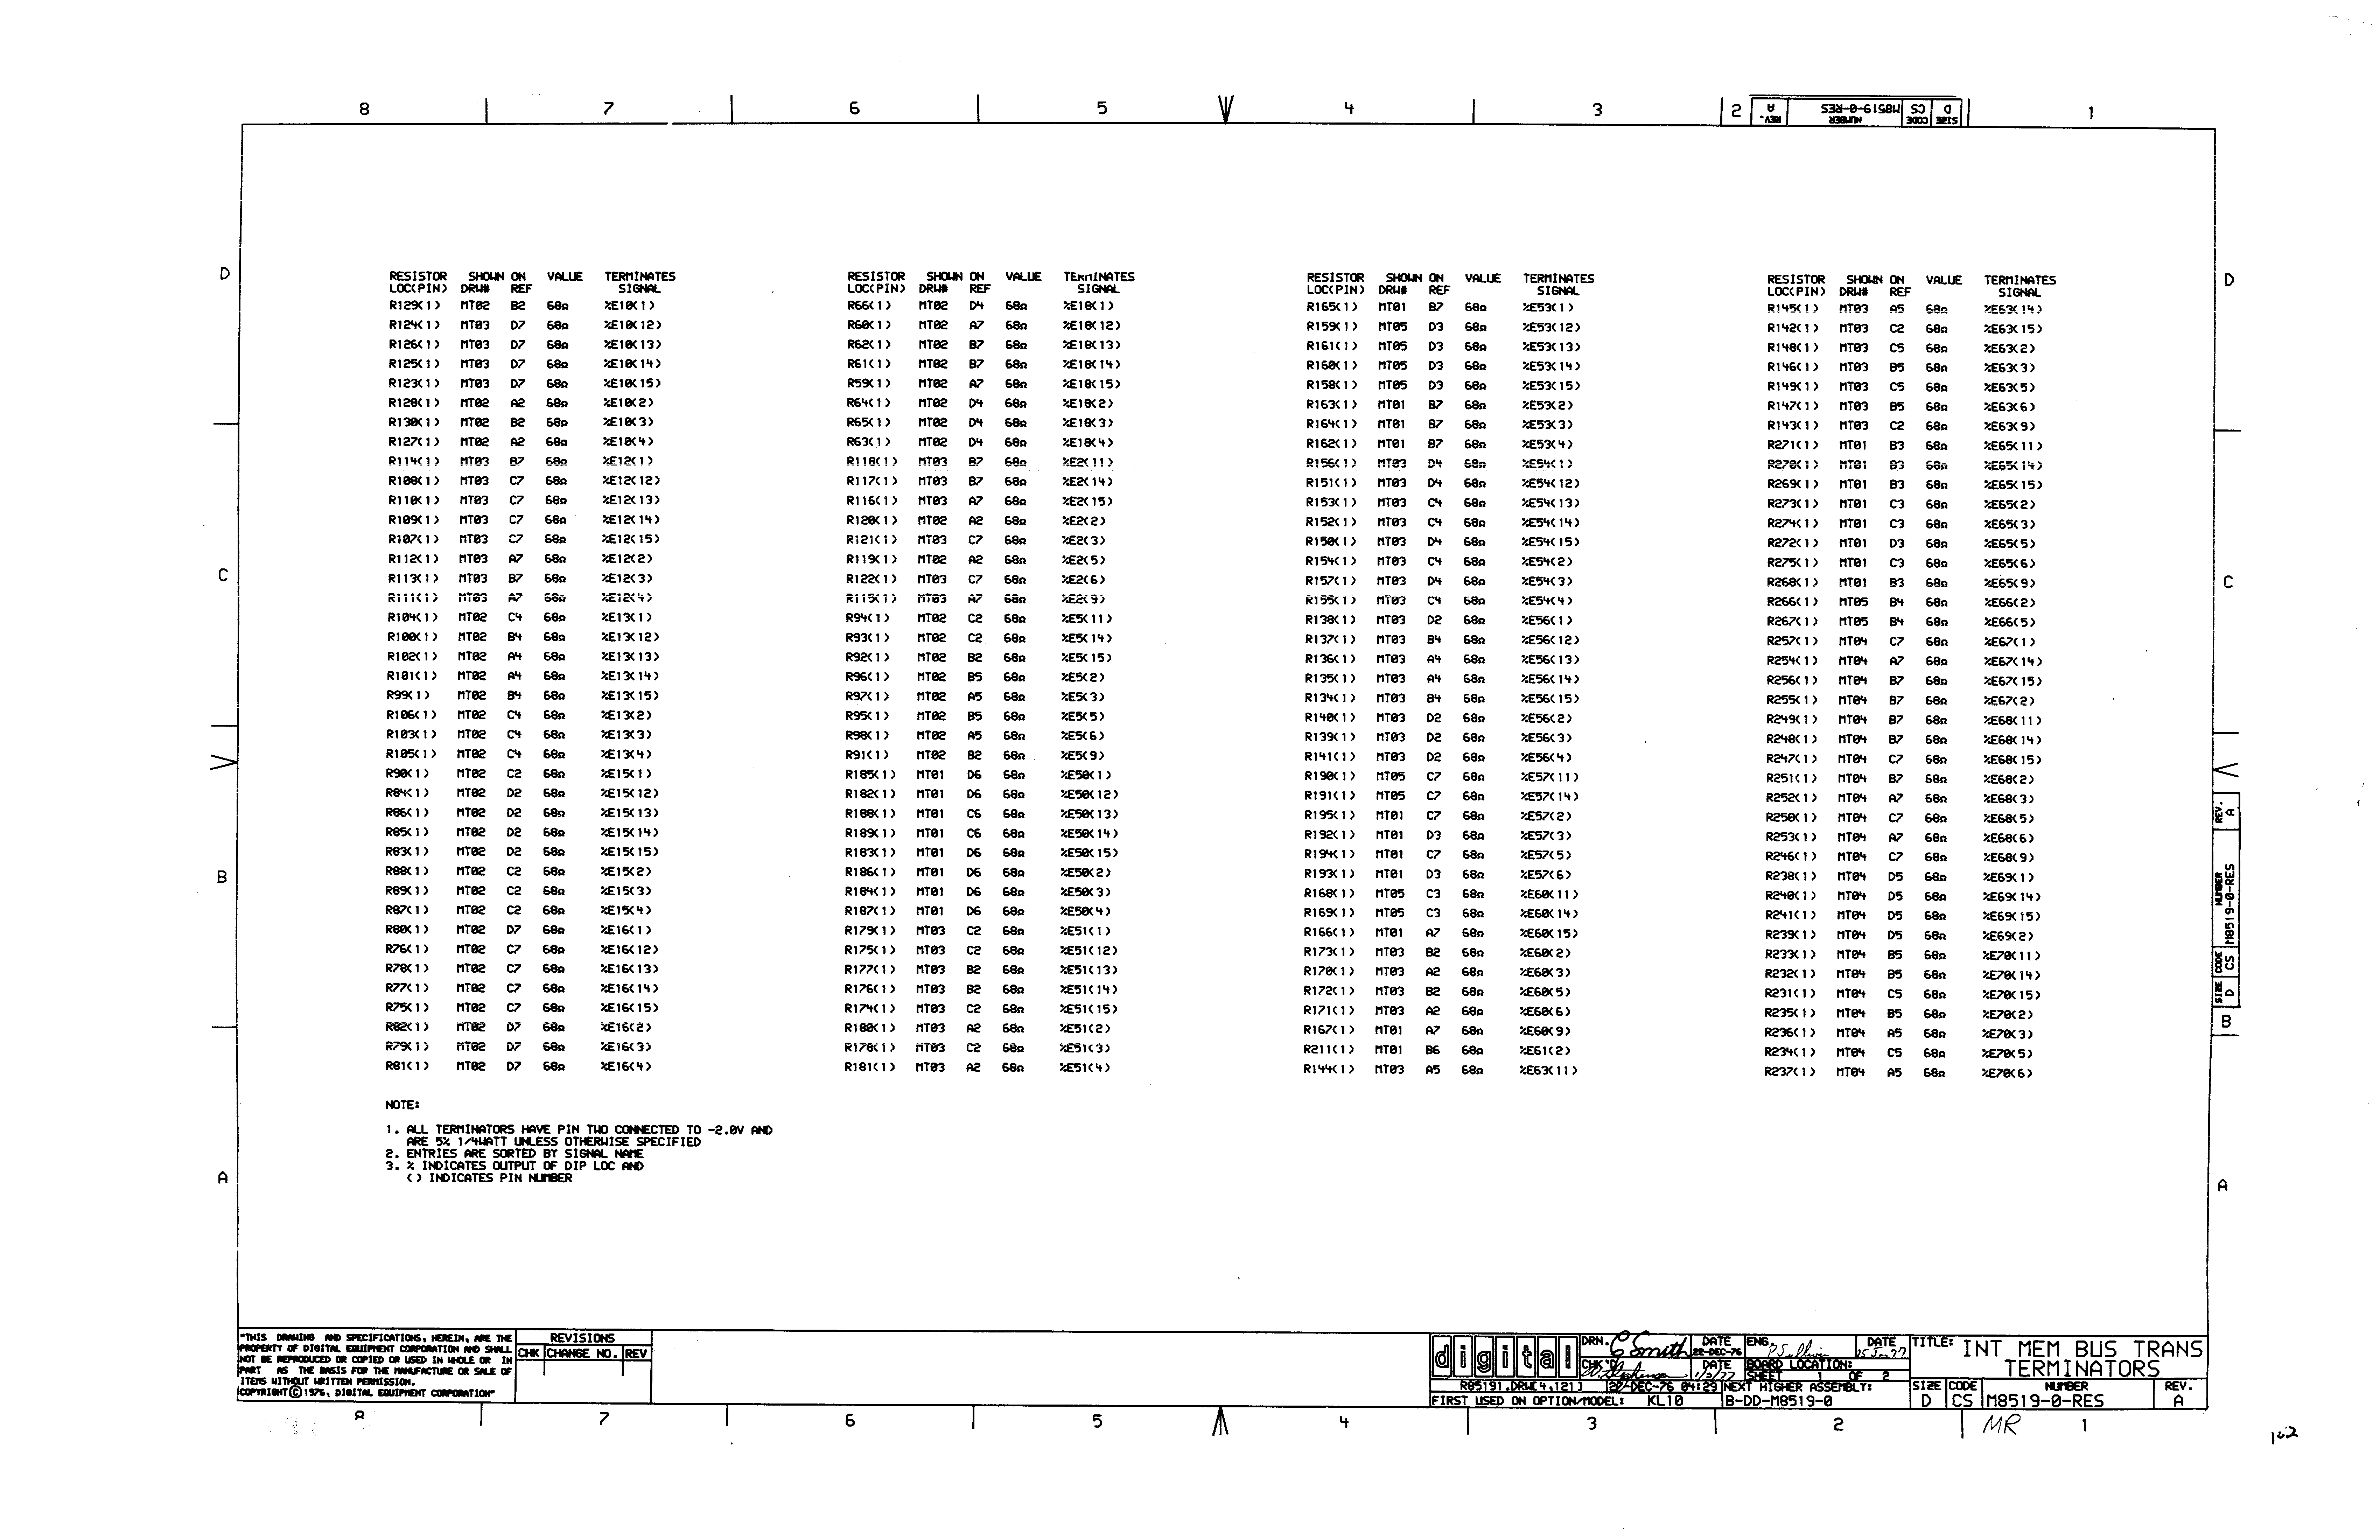 8 7 6 5 4 3 2 1
REV. A NUMBER M8519-0-RES CODE CS SIZE D
D
C
B
A
RESISTOR SHOWN ON VALUE TERMINATES
LOC(PIN) DRW# REF SIGNAL
R129(1) MT02 B2 68Ω %E10(1)
R124(1) MT03 D7 68Ω %E10(12)
R126(1) MT03 D7 68Ω %E10(13)
R125(1) MT03 D7 68Ω %E10(14)
R123(1) MT03 D7 68Ω %E10(15)
R128(1) MT02 A2 68Ω %E10(2)
R130(1) MT02 B2 68Ω %E10(3)
R127(1) MT02 A2 68Ω %E10(4)
R114(1) MT03 B7 68Ω %E12(1)
R108(1) MT03 C7 68Ω %E12(12)
R110(1) MT03 C7 68Ω %E12(13)
R109(1) MT03 C7 68Ω %E12(14)
R107(1) MT03 C7 68Ω %E12(15)
R112(1) MT03 A7 68Ω %E12(2)
R113(1) MT03 B7 68Ω %E12(3)
R111(1) MT03 A7 68Ω %E12(4)
R104(1) MT02 C4 68Ω %E13(1)
R100(1) MT02 B4 68Ω %E13(12)
R102(1) MT02 A4 68Ω %E13(13)
R101(1) MT02 A4 68Ω %E13(14)
R99(1) MT02 B4 68Ω %E13(15)
R106(1) MT02 C4 68Ω %E13(2)
R103(1) MT02 C4 68Ω %E13(3)
R105(1) MT02 C4 68Ω %E13(4)
R90(1) MT02 C2 68Ω %E15(1)
R84(1) MT02 D2 68Ω %E15(12)
R86(1) MT02 D2 68Ω %E15(13)
R85(1) MT02 D2 68Ω %E15(14)
R83(1) MT02 D2 68Ω %E15(15)
R88(1) MT02 C2 68Ω %E15(2)
R89(1) MT02 C2 68Ω %E15(3)
R87(1) MT02 C2 68Ω %E15(4)
R80(1) MT02 D7 68Ω %E16(1)
R76(1) MT02 C7 68Ω %E16(12)
R78(1) MT02 C7 68Ω %E16(13)
R77(1) MT02 C7 68Ω %E16(14)
R75(1) MT02 C7 68Ω %E16(15)
R82(1) MT02 D7 68Ω %E16(2)
R79(1) MT02 D7 68Ω %E16(3)
R81(1) MT02 D7 68Ω %E16(4)
RESISTOR SHOWN ON VALUE TERMINATES
LOC(PIN) DRW# REF SIGNAL
R66(1) MT02 D4 68Ω %E18(1)
R60(1) MT02 A7 68Ω %E18(12)
R62(1) MT02 B7 68Ω %E18(13)
R61(1) MT02 B7 68Ω %E18(14)
R59(1) MT02 A7 68Ω %E18(15)
R64(1) MT02 D4 68Ω %E18(2)
R65(1) MT02 D4 68Ω %E18(3)
R63(1) MT02 D4 68Ω %E18(4)
R118(1) MT03 B7 68Ω %E2(11)
R117(1) MT03 B7 68Ω %E2(14)
R116(1) MT03 A7 68Ω %E2(15)
R120(1) MT02 A2 68Ω %E2(2)
R121(1) MT03 C7 68Ω %E2(3)
R119(1) MT02 A2 68Ω %E2(5)
R122(1) MT03 C7 68Ω %E2(6)
R115(1) MT03 A7 68Ω %E2(9)
R94(1) MT02 C2 68Ω %E5(11)
R93(1) MT02 C2 68Ω %E5(14)
R92(1) MT02 B2 68Ω %E5(15)
R96(1) MT02 B5 68Ω %E5(2)
R97(1) MT02 A5 68Ω %E5(3)
R95(1) MT02 B5 68Ω %E5(5)
R98(1) MT02 A5 68Ω %E5(6)
R91(1) MT02 B2 68Ω %E5(9)
R185(1) MT01 D6 68Ω %E50(1)
R182(1) MT01 D6 68Ω %E50(12)
R188(1) MT01 C6 68Ω %E50(13)
R189(1) MT01 C6 68Ω %E50(14)
R183(1) MT01 D6 68Ω %E50(15)
R186(1) MT01 D6 68Ω %E50(2)
R184(1) MT01 D6 68Ω %E50(3)
R187(1) MT01 D6 68Ω %E50(4)
R179(1) MT03 C2 68Ω %E51(1)
R175(1) MT03 C2 68Ω %E51(12)
R177(1) MT03 B2 68Ω %E51(13)
R176(1) MT03 B2 68Ω %E51(14)
R174(1) MT03 C2 68Ω %E51(15)
R180(1) MT03 A2 68Ω %E51(2)
R178(1) MT03 C2 68Ω %E51(3)
R181(1) MT03 A2 68Ω %E51(4)
RESISTOR SHOWN ON VALUE TERMINATES
LOC(PIN) DRW# REF SIGNAL
R165(1) MT01 B7 68Ω %E53(1)
R159(1) MT05 D3 68Ω %E53(12)
R161(1) MT05 D3 68Ω %E53(13)
R160(1) MT05 D3 68Ω %E53(14)
R158(1) MT05 D3 68Ω %E53(15)
R163(1) MT01 B7 68Ω %E53(2)
R164(1) MT01 B7 68Ω %E53(3)
R162(1) MT01 B7 68Ω %E53(4)
R156(1) MT03 D4 68Ω %E54(1)
R151(1) MT03 D4 68Ω %E54(12)
R153(1) MT03 C4 68Ω %E54(13)
R152(1) MT03 C4 68Ω %E54(14)
R150(1) MT03 D4 68Ω %E54(15)
R154(1) MT03 C4 68Ω %E54(2)
R157(1) MT03 D4 68Ω %E54(3)
R155(1) MT03 C4 68Ω %E54(4)
R138(1) MT03 D2 68Ω %E56(1)
R137(1) MT03 B4 68Ω %E56(12)
R136(1) MT03 A4 68Ω %E56(13)
R135(1) MT03 A4 68Ω %E56(14)
R134(1) MT03 B4 68Ω %E56(15)
R140(1) MT03 D2 68Ω %E56(2)
R139(1) MT03 D2 68Ω %E56(3)
R141(1) MT03 D2 68Ω %E56(4)
R190(1) MT05 C7 68Ω %E57(11)
R191(1) MT05 C7 68Ω %E57(14)
R195(1) MT01 C7 68Ω %E57(2)
R192(1) MT01 D3 68Ω %E57(3)
R194(1) MT01 C7 68Ω %E57(5)
R193(1) MT01 D3 68Ω %E57(6)
R168(1) MT05 C3 68Ω %E60(11)
R169(1) MT05 C3 68Ω %E60(14)
R166(1) MT01 A7 68Ω %E60(15)
R173(1) MT03 B2 68Ω %E60(2)
R170(1) MT03 A2 68Ω %E60(3)
R172(1) MT03 B2 68Ω %E60(5)
R171(1) MT03 A2 68Ω %E60(6)
R167(1) MT01 A7 68Ω %E60(9)
R211(1) MT01 B6 68Ω %E61(2)
R144(1) MT03 A5 68Ω %E63(11)
RESISTOR SHOWN ON VALUE TERMINATES
LOC(PIN) DRW# REF SIGNAL
R145(1) MT03 A5 68Ω %E63(14)
R142(1) MT03 C2 68Ω %E63(15)
R148(1) MT03 C5 68Ω %E63(2)
R146(1) MT03 B5 68Ω %E63(3)
R149(1) MT03 C5 68Ω %E63(5)
R147(1) MT03 B5 68Ω %E63(6)
R143(1) MT03 C2 68Ω %E63(9)
R271(1) MT01 B3 68Ω %E65(11)
R270(1) MT01 B3 68Ω %E65(14)
R269(1) MT01 B3 68Ω %E65(15)
R273(1) MT01 C3 68Ω %E65(2)
R274(1) MT01 C3 68Ω %E65(3)
R272(1) MT01 D3 68Ω %E65(5)
R275(1) MT01 C3 68Ω %E65(6)
R268(1) MT01 B3 68Ω %E65(9)
R266(1) MT05 B4 68Ω %E66(2)
R267(1) MT05 B4 68Ω %E66(5)
R257(1) MT04 C7 68Ω %E67(1)
R254(1) MT04 A7 68Ω %E67(14)
R256(1) MT04 B7 68Ω %E67(15)
R255(1) MT04 B7 68Ω %E67(2)
R249(1) MT04 B7 68Ω %E68(11)
R248(1) MT04 B7 68Ω %E68(14)
R247(1) MT04 C7 68Ω %E68(15)
R251(1) MT04 B7 68Ω %E68(2)
R252(1) MT04 A7 68Ω %E68(3)
R250(1) MT04 C7 68Ω %E68(5)
R253(1) MT04 A7 68Ω %E68(6)
R246(1) MT04 C7 68Ω %E68(9)
R238(1) MT04 D5 68Ω %E69(1)
R240(1) MT04 D5 68Ω %E69(14)
R241(1) MT04 D5 68Ω %E69(15)
R239(1) MT04 D5 68Ω %E69(2)
R233(1) MT04 B5 68Ω %E70(11)
R232(1) MT04 B5 68Ω %E70(14)
R231(1) MT04 C5 68Ω %E70(15)
R235(1) MT04 B5 68Ω %E70(2)
R236(1) MT04 A5 68Ω %E70(3)
R234(1) MT04 C5 68Ω %E70(5)
R237(1) MT04 A5 68Ω %E70(6)
D
C
B
A
SIZE D CODE CS NUMBER M8519-0-RES REV. A
NOTE:
1. ALL TERMINATORS HAVE PIN TWO CONNECTED TO -2.0V AND
ARE 5% 1/4WATT UNLESS OTHERWISE SPECIFIED
2. ENTRIES ARE SORTED BY SIGNAL NAME
3. % INDICATES OUTPUT OF DIP LOC AND
() INDICATES PIN NUMBER
"THIS DRAWING AND SPECIFICATIONS, HEREIN, ARE THE
PROPERTY OF DIGITAL EQUIPMENT CORPORATION AND SHALL
NOT BE REPRODUCED OR COPIED OR USED IN WHOLE OR IN
PART AS THE BASIS FOR THE MANUFACTURE OR SALE OF
ITEMS WITHOUT WRITTEN PERMISSION.
COPYRIGHT © 1976, DIGITAL EQUIPMENT CORPORATION"
REVISIONS
CHK CHANGE NO. REV
digital
DRN. C Smith DATE 22-DEC-76 ENG. P Sullivan DATE
CHK'D DATE 1/3/77 BOARD LOCATION:
SHEET 1 OF 2
R85191.DRW[4,121] 22-DEC-76 04:29 NEXT HIGHER ASSEMBLY:
FIRST USED ON OPTION/MODEL: KL10 B-DD-M8519-0
TITLE: INT MEM BUS TRANS
TERMINATORS
SIZE CODE NUMBER REV.
D CS M8519-0-RES A
8 7 6 5 4 3 2 MR 1
162